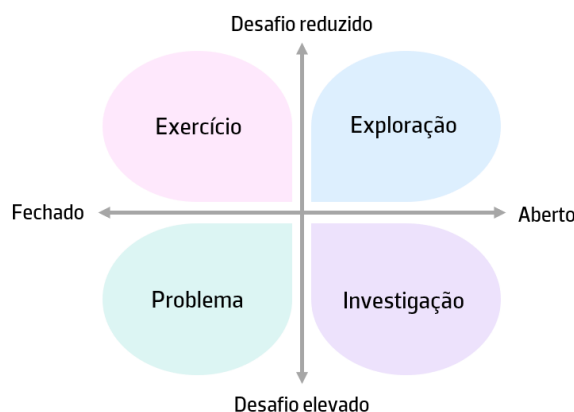 Desafio reduzido
Exercício
Exploração
Fechado
Aberto
Problema
Investigação
Desafio elevado